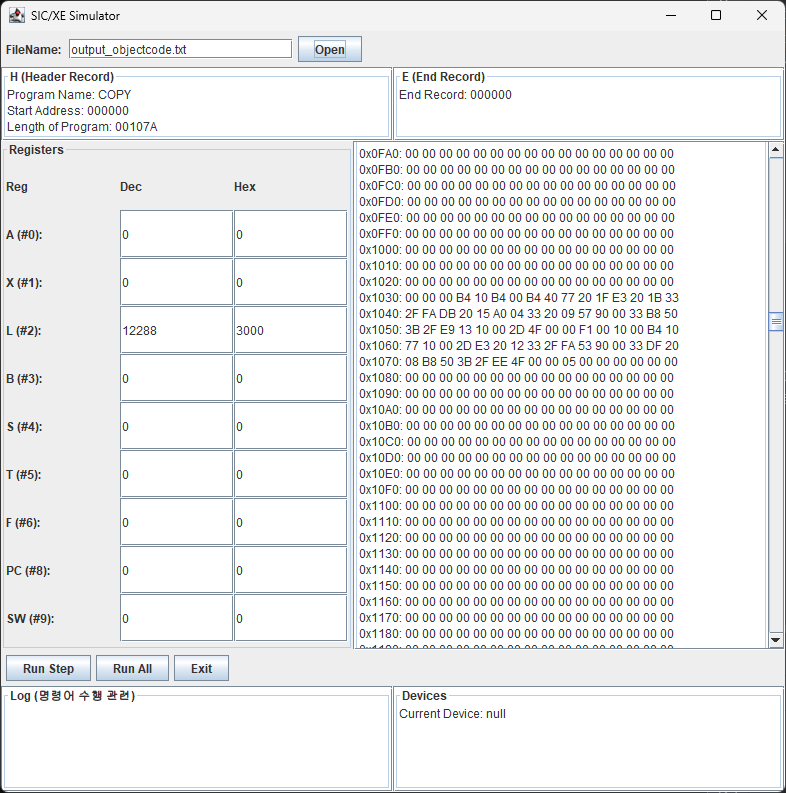 SIC/XE Simulator
FileName: output_objectcode.txt Open
H (Header Record)
Program Name: COPY
Start Address: 000000
Length of Program: 00107A
E (End Record)
End Record: 000000
Registers
Reg Dec Hex
A (#0): 0 0
X (#1): 0 0
L (#2): 12288 3000
B (#3): 0 0
S (#4): 0 0
T (#5): 0 0
F (#6): 0 0
PC (#8): 0 0
SW (#9): 0 0
0x0FA0: 00 00 00 00 00 00 00 00 00 00 00 00 00 00 00 00
0x0FB0: 00 00 00 00 00 00 00 00 00 00 00 00 00 00 00 00
0x0FC0: 00 00 00 00 00 00 00 00 00 00 00 00 00 00 00 00
0x0FD0: 00 00 00 00 00 00 00 00 00 00 00 00 00 00 00 00
0x0FE0: 00 00 00 00 00 00 00 00 00 00 00 00 00 00 00 00
0x0FF0: 00 00 00 00 00 00 00 00 00 00 00 00 00 00 00 00
0x1000: 00 00 00 00 00 00 00 00 00 00 00 00 00 00 00 00
0x1010: 00 00 00 00 00 00 00 00 00 00 00 00 00 00 00 00
0x1020: 00 00 00 00 00 00 00 00 00 00 00 00 00 00 00 00
0x1030: 00 00 00 B4 10 B4 00 B4 40 77 20 1F E3 20 1B 33
0x1040: 2F FA DB 20 15 A0 04 33 20 09 57 90 00 33 B8 50
0x1050: 3B 2F E9 13 10 00 2D 4F 00 00 F1 00 10 00 B4 10
0x1060: 77 10 00 2D E3 20 12 33 2F FA 53 90 00 33 DF 20
0x1070: 08 B8 50 3B 2F EE 4F 00 00 05 00 00 00 00 00 00
0x1080: 00 00 00 00 00 00 00 00 00 00 00 00 00 00 00 00
0x1090: 00 00 00 00 00 00 00 00 00 00 00 00 00 00 00 00
0x10A0: 00 00 00 00 00 00 00 00 00 00 00 00 00 00 00 00
0x10B0: 00 00 00 00 00 00 00 00 00 00 00 00 00 00 00 00
0x10C0: 00 00 00 00 00 00 00 00 00 00 00 00 00 00 00 00
0x10D0: 00 00 00 00 00 00 00 00 00 00 00 00 00 00 00 00
0x10E0: 00 00 00 00 00 00 00 00 00 00 00 00 00 00 00 00
0x10F0: 00 00 00 00 00 00 00 00 00 00 00 00 00 00 00 00
0x1100: 00 00 00 00 00 00 00 00 00 00 00 00 00 00 00 00
0x1110: 00 00 00 00 00 00 00 00 00 00 00 00 00 00 00 00
0x1120: 00 00 00 00 00 00 00 00 00 00 00 00 00 00 00 00
0x1130: 00 00 00 00 00 00 00 00 00 00 00 00 00 00 00 00
0x1140: 00 00 00 00 00 00 00 00 00 00 00 00 00 00 00 00
0x1150: 00 00 00 00 00 00 00 00 00 00 00 00 00 00 00 00
0x1160: 00 00 00 00 00 00 00 00 00 00 00 00 00 00 00 00
0x1170: 00 00 00 00 00 00 00 00 00 00 00 00 00 00 00 00
0x1180: 00 00 00 00 00 00 00 00 00 00 00 00 00 00 00 00
Run Step Run All Exit
Log (명령어 수행 관련)
Devices
Current Device: null